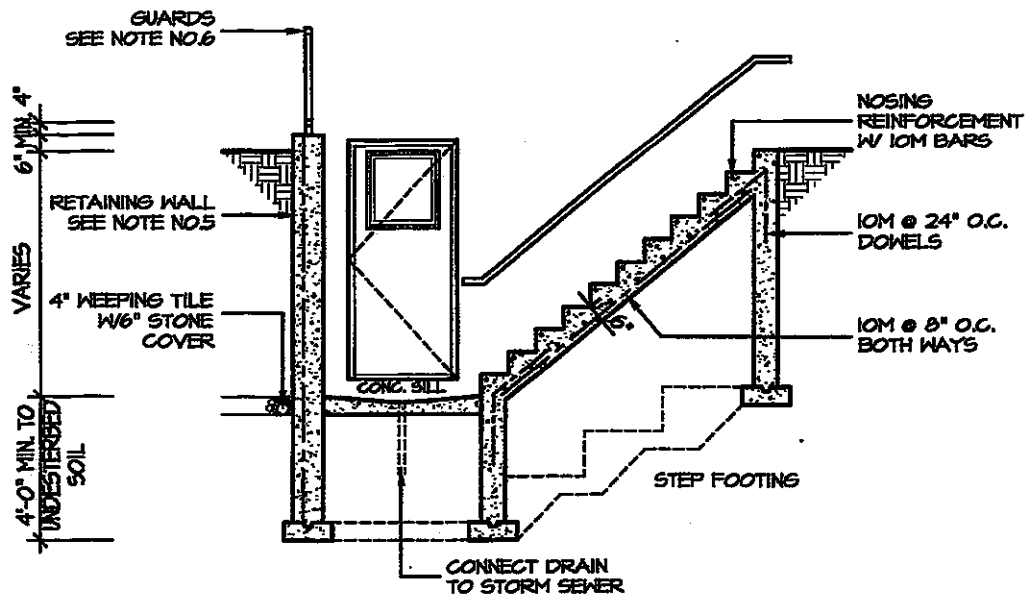 GUARDS
SEE NOTE NO.6
6" MIN. 4"
NOSING
REINFORCEMENT
W/ 10M BARS
RETAINING WALL
SEE NOTE NO.5
10M @ 24" O.C.
DOWELS
VARIES
4" WEEPING TILE
W/6" STONE
COVER
6"
10M @ 8" O.C.
BOTH WAYS
CONC. SILL
4'-0" MIN. TO
UNDESTERBED
SOIL
STEP FOOTING
CONNECT DRAIN
TO STORM SEWER